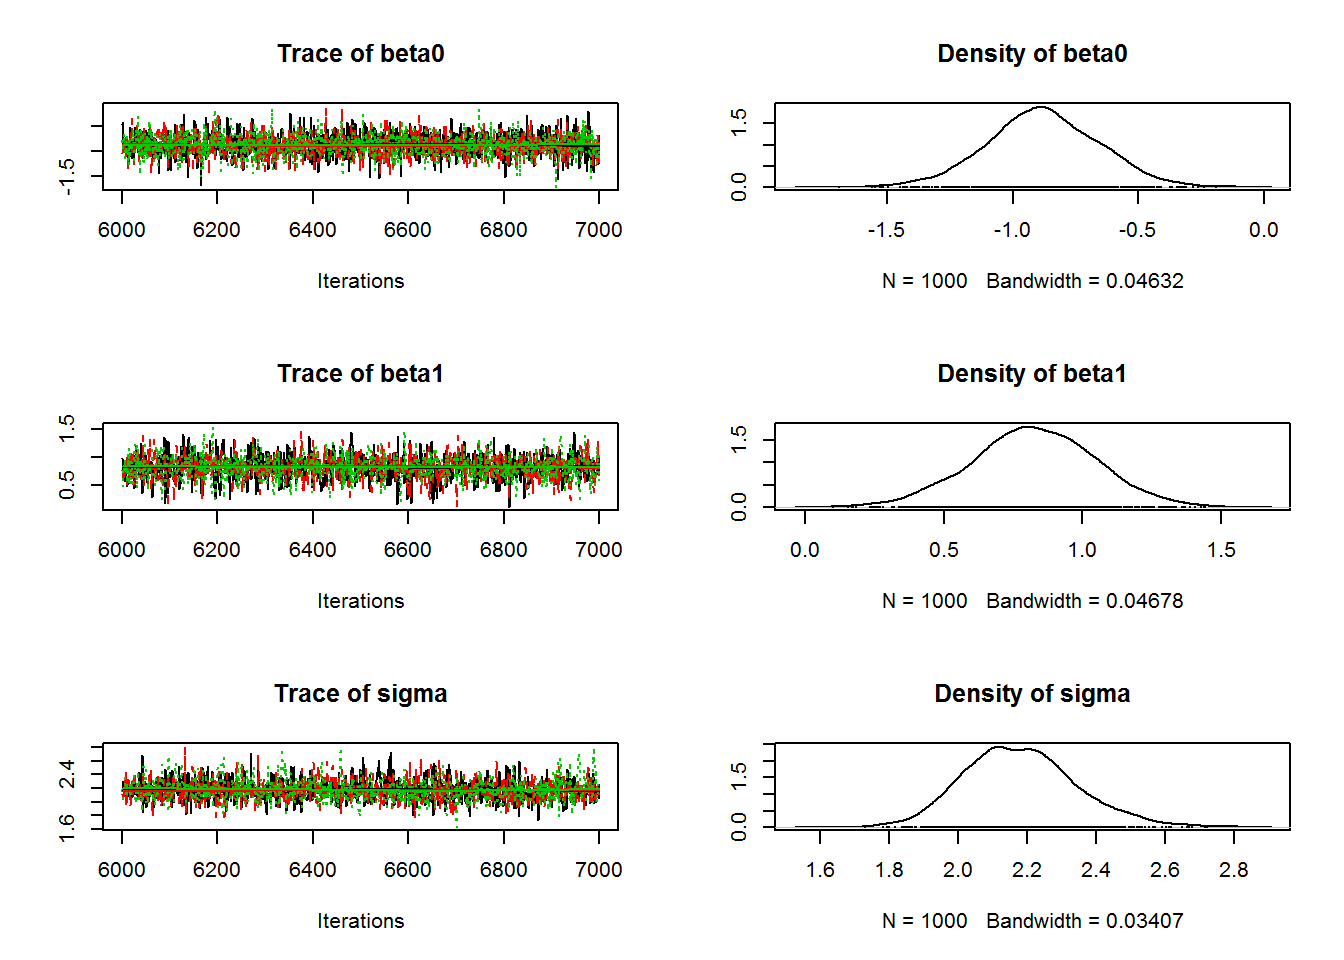 Trace of beta0
-1.5
6000 6200 6400 6600 6800 7000
Iterations
Density of beta0
0.0 1.5
-1.5 -1.0 -0.5 0.0
N = 1000 Bandwidth = 0.04632
Trace of beta1
0.5 1.5
6000 6200 6400 6600 6800 7000
Iterations
Density of beta1
0.0 1.5
0.0 0.5 1.0 1.5
N = 1000 Bandwidth = 0.04678
Trace of sigma
1.6 2.4
6000 6200 6400 6600 6800 7000
Iterations
Density of sigma
0.0 1.5
1.6 1.8 2.0 2.2 2.4 2.6 2.8
N = 1000 Bandwidth = 0.03407